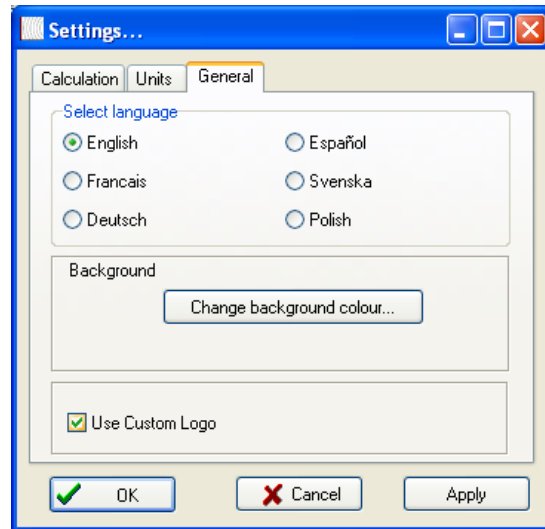 Settings...
Calculation Units General
Select language
English Español
Francais Svenska
Deutsch Polish
Background
Change background colour...
Use Custom Logo
OK Cancel Apply